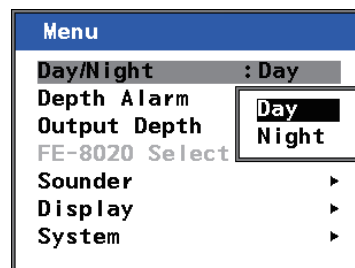 Menu
Day/Night : Day
Depth Alarm
Day
Output Depth
Night
FE-8020 Select
Sounder ▸
Display ▸
System ▸